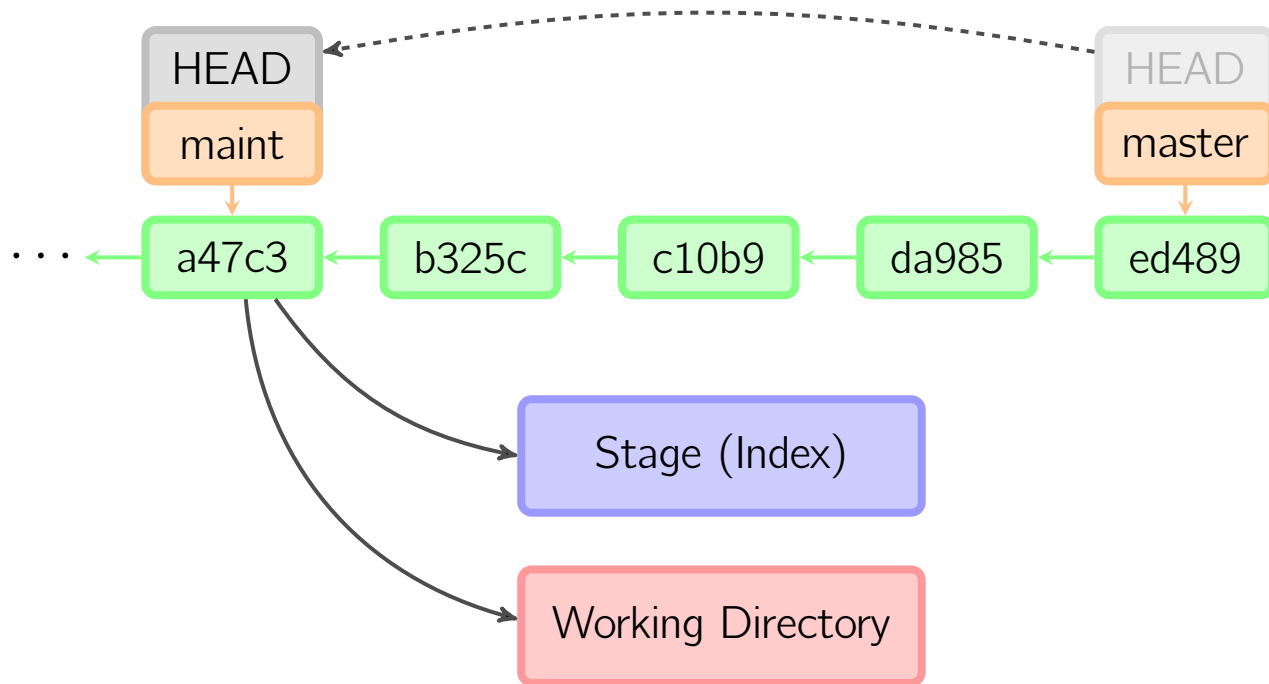 HEAD
HEAD
maint
master
...
a47c3
b325c
c10b9
da985
ed489
Stage (Index)
Working Directory